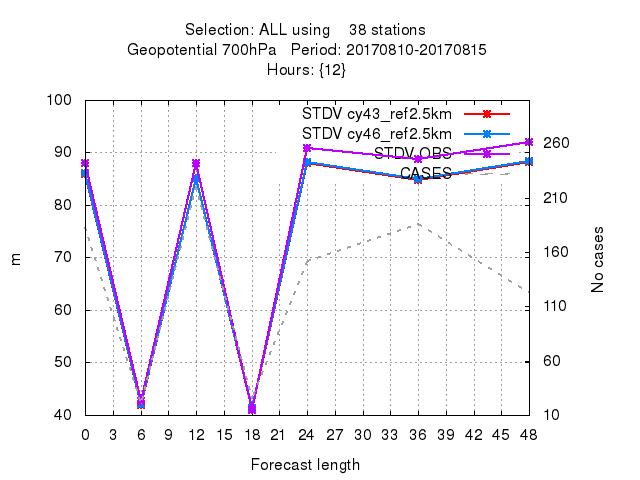 Selection: ALL using    38 stations
Geopotential 700hPa   Period: 20170810-20170815
Hours: {12}
STDV cy43_ref2.5km
STDV cy46_ref2.5km
STDV OBS
CASES
100
90
80
70
60
50
40
m
260
210
160
110
60
10
No cases
0 3 6 9 12 15 18 21 24 27 30 33 36 39 42 45 48
Forecast length